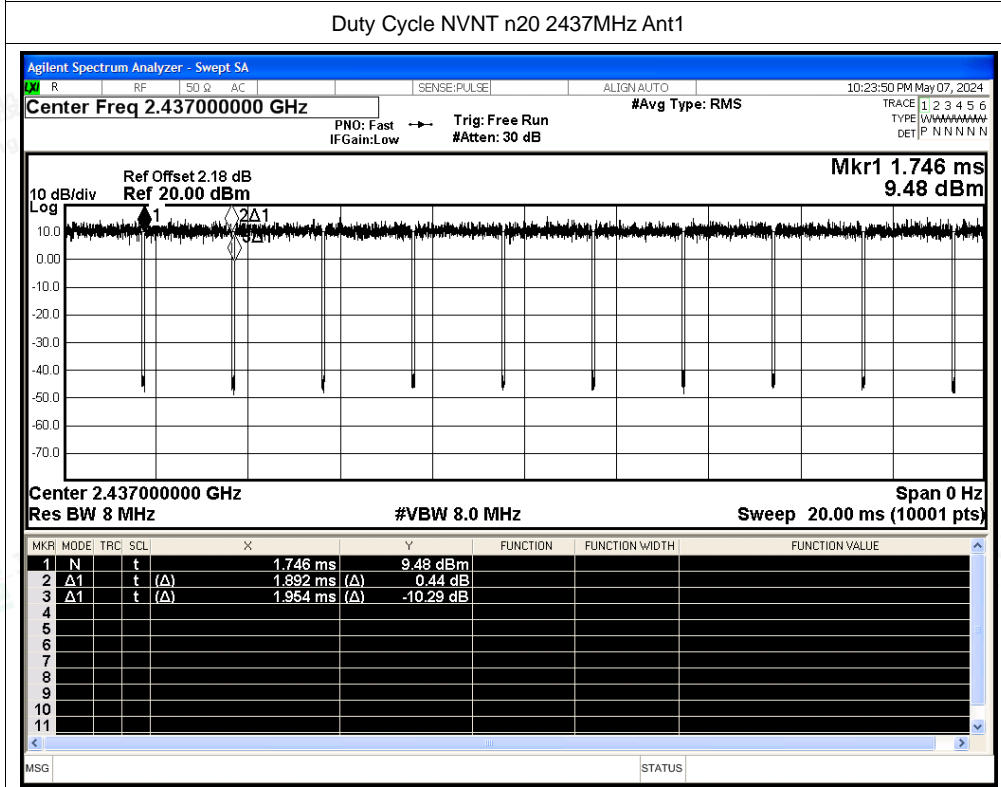 Duty Cycle NVNT n20 2437MHz Ant1
Agilent Spectrum Analyzer - Swept SA
LXI R RF 50 Ω AC SENSE:PULSE ALIGN AUTO 10:23:50 PM May 07, 2024
Center Freq 2.437000000 GHz #Avg Type: RMS TRACE 1 2 3 4 5 6
PNO: Fast Trig: Free Run TYPE
IFGain:Low #Atten: 30 dB DET P N N N N N
Mkr1 1.746 ms
Ref Offset 2.18 dB
10 dB/div Ref 20.00 dBm 9.48 dBm
Log
1 2Δ1
10.0
3Δ1
0.00
-10.0
-20.0
-30.0
-40.0
-50.0
-60.0
-70.0
Center 2.437000000 GHz Span 0 Hz
Res BW 8 MHz #VBW 8.0 MHz Sweep 20.00 ms (10001 pts)
MKR MODE TRC SCL X Y FUNCTION FUNCTION WIDTH FUNCTION VALUE
1 N t 1.746 ms 9.48 dBm
2 Δ1 t (Δ) 1.892 ms (Δ) 0.44 dB
3 Δ1 t (Δ) 1.954 ms (Δ) -10.29 dB
4
5
6
7
8
9
10
11
MSG STATUS